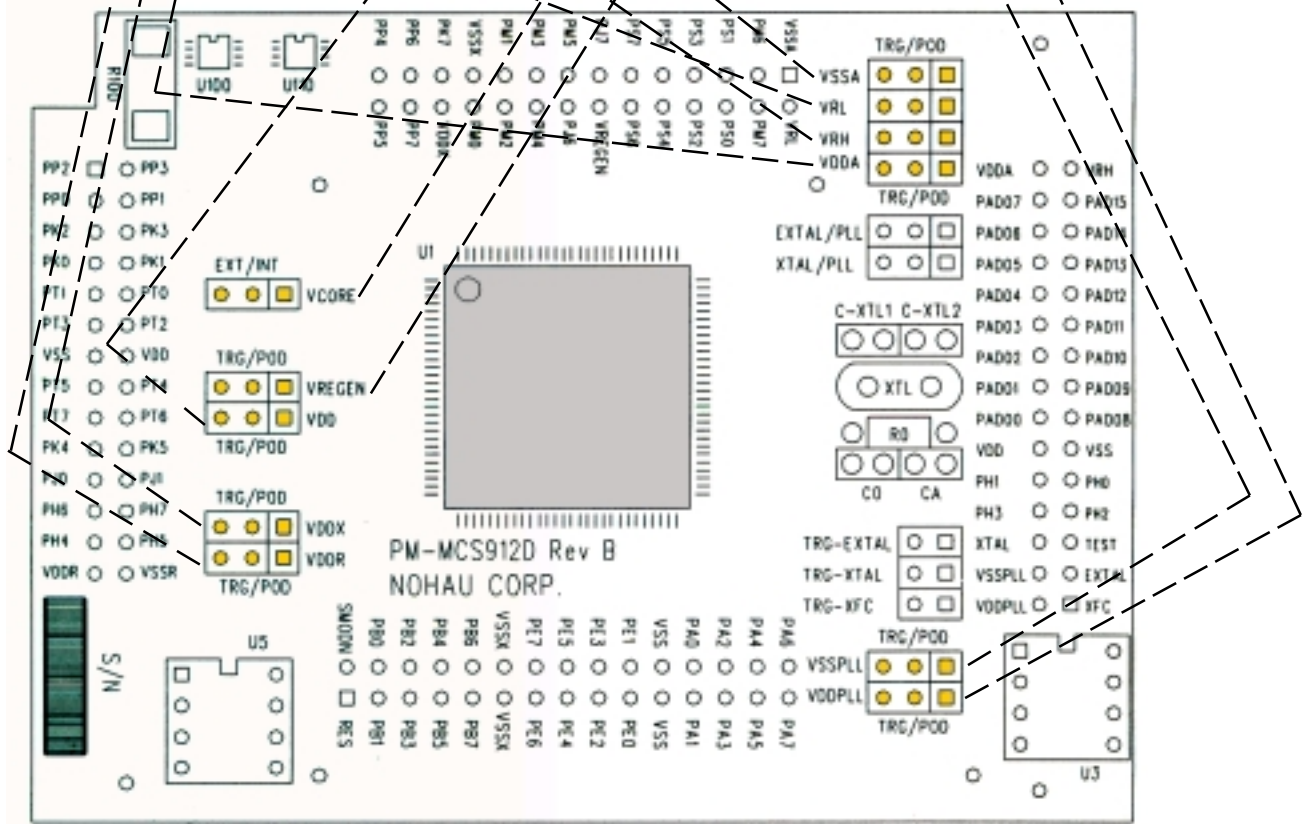 PP4 PP6 PK7 VSSX PM1 PM3 PM5 PS5 PS3 PS1 VSSA
TRG/POD
R100 U100
VSSA
VRL
VRH
VDDA
PP5 PP7 PM0 PM2 VREGEN PS4 PS2 PS0 PM7 VRL
TRG/POD
PP2 PP3
PP0 PP1
PK2 PK3
PK0 PK1
PT1 PT0
PT3 PT2
VSS VDD
PT5 PT4
PT7 PT6
PK4 PK5
PJ0 PJ1
PH6 PH7
PH4 PH5
VDDR VSSR
EXT/INT
VCORE
TRG/POD
VREGEN
VDD
TRG/POD
TRG/POD
VDDX
VDDR
TRG/POD
U1
PM-MCS912D Rev B
NOHAU CORP.
EXTAL/PLL
XTAL/PLL
C-XTL1 C-XTL2
XTL
R0
C0 CA
TRG-EXTAL
TRG-XTAL
TRG-XFC
VDDA VRH
PAD07 PAD15
PAD06 PAD14
PAD05 PAD13
PAD04 PAD12
PAD03 PAD11
PAD02 PAD10
PAD01 PAD09
PAD00 PAD08
VDD VSS
PH1 PH0
PH3 PH2
XTAL TEST
VSSPLL EXTAL
VDDPLL XFC
TRG/POD
VSSPLL
VDDPLL
TRG/POD
S/N
U5
SMODN PB0 PB2 PB4 PB6 VSSX PE7 PE5 PE3 PE1 VSS PA0 PA2 PA4 PA6
RES PB1 PB3 PB5 PB7 VSSX PE6 PE4 PE2 PE0 VSS PA1 PA3 PA5 PA7
U3